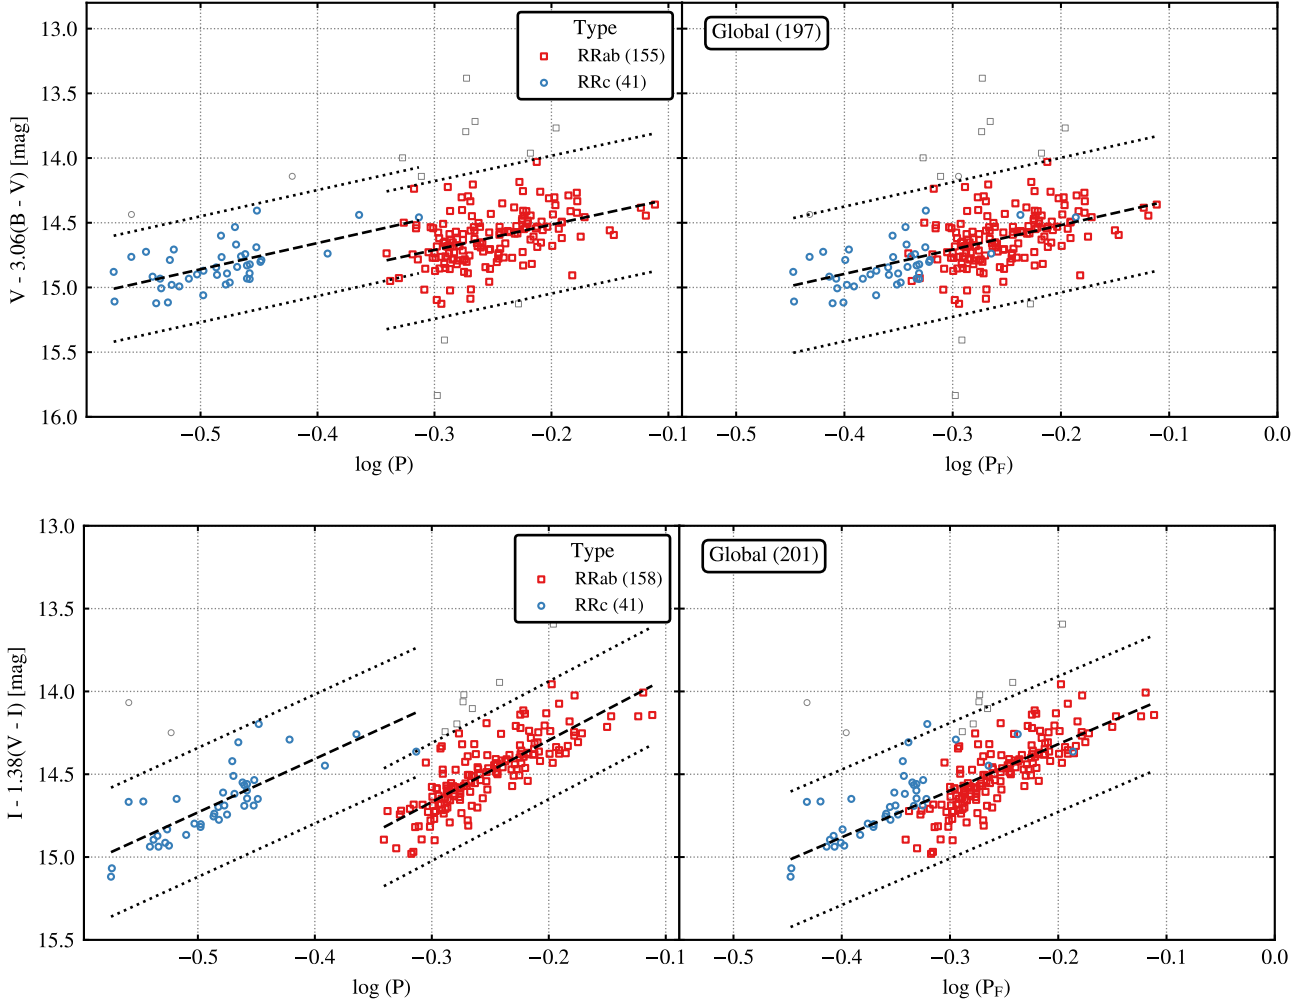 13.0
13.5
14.0
14.5
15.0
15.5
16.0
V - 3.06(B - V) [mag]
Type
RRab (155)
RRc (41)
Global (197)
−0.5 −0.4 −0.3 −0.2 −0.1
log (P)
−0.5 −0.4 −0.3 −0.2 −0.1 0.0
log (P_F)
13.0
13.5
14.0
14.5
15.0
15.5
I - 1.38(V - I) [mag]
Type
RRab (158)
RRc (41)
Global (201)
−0.5 −0.4 −0.3 −0.2 −0.1
log (P)
−0.5 −0.4 −0.3 −0.2 −0.1 0.0
log (P_F)